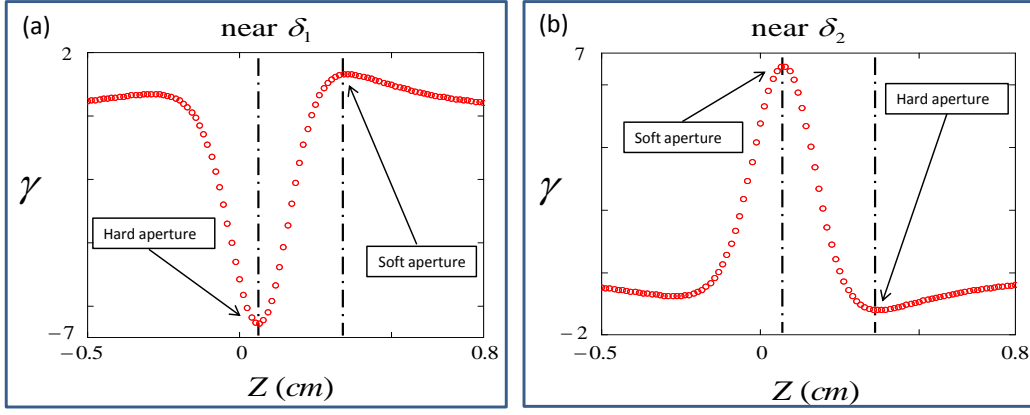 (a)
near δ₁
2
γ
Hard aperture
Soft aperture
−7
−0.5
0
0.8
Z (cm)
(b)
near δ₂
7
Hard aperture
Soft aperture
γ
−2
−0.5
0
0.8
Z (cm)